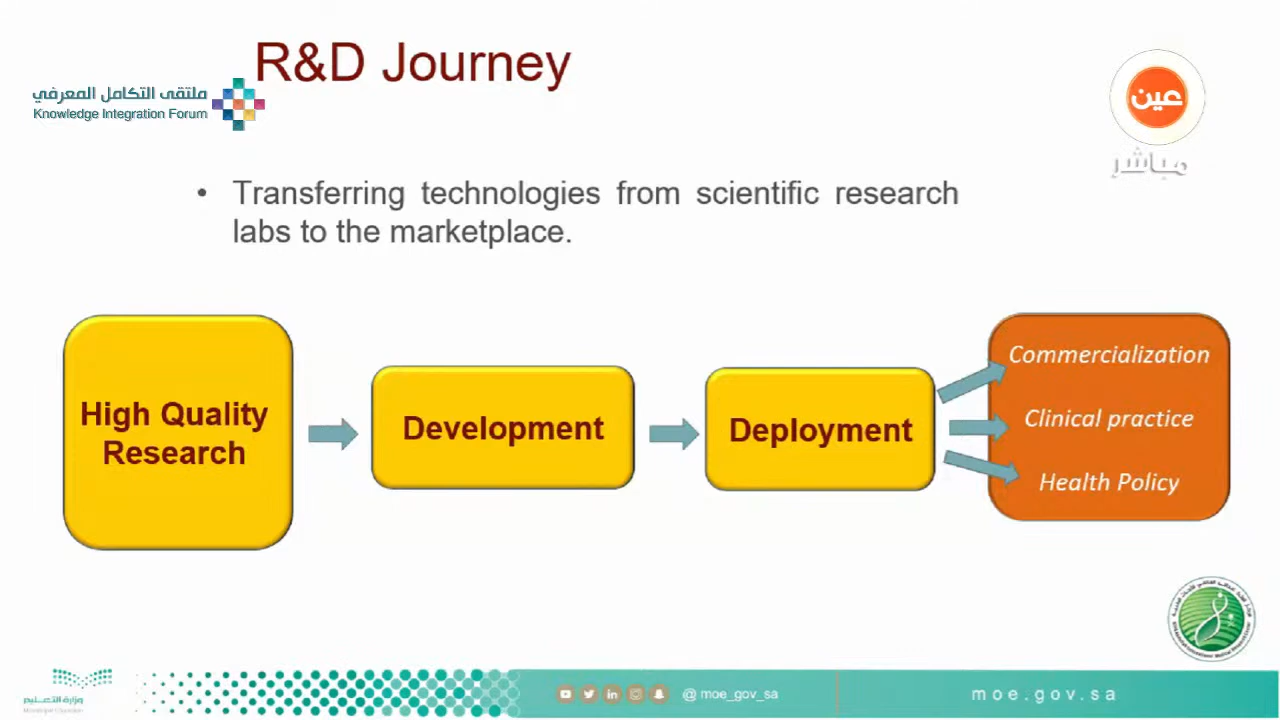 R&D Journey
ملتقى التكامل المعرفي
Knowledge Integration Forum
عين
مباشر
• Transferring technologies from scientific research
labs to the marketplace.
High Quality
Research
Development
Deployment
Commercialization
Clinical practice
Health Policy
وزارة التعليم
@ moe_gov_sa
moe.gov.sa